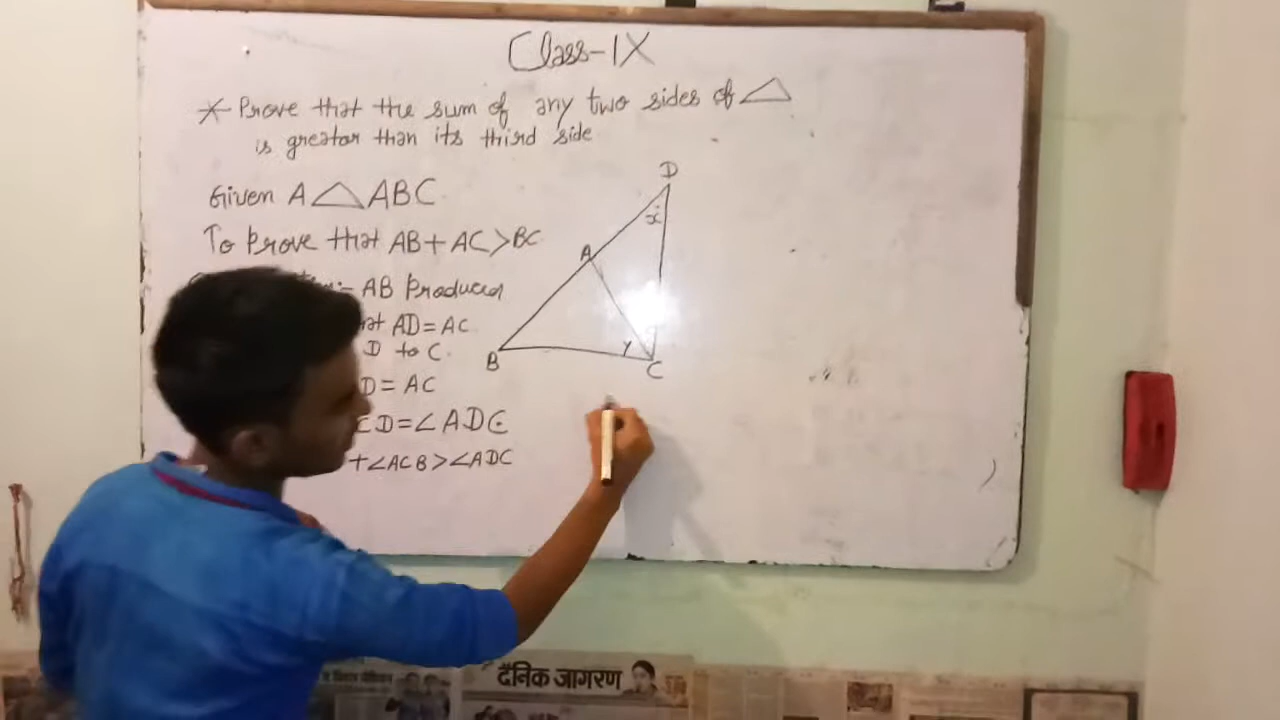 Class-IX
* Prove that the sum of any two sides of △
is greater than its third side
Given A △ ABC
To Prove that AB + AC > BC
AB Produced
AD = AC
D to C.
D = AC
CD = ∠ADC
+ ∠ACB > ∠ADC
D
x
A
B
y
C
दैनिक जागरण